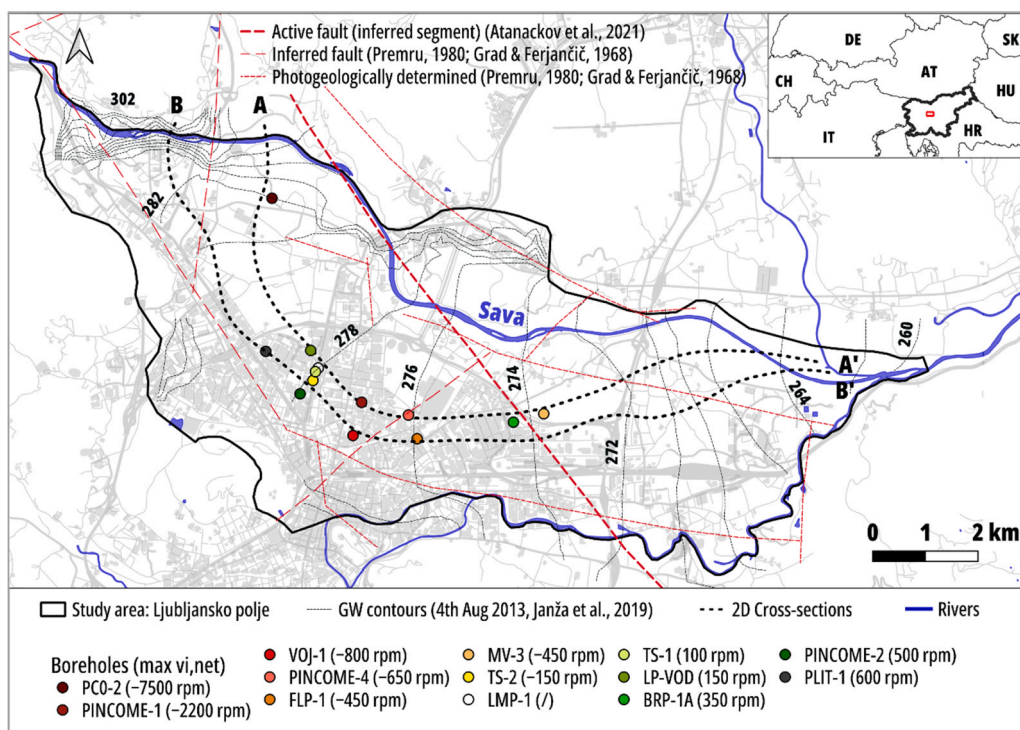 Active fault (inferred segment) (Atanackov et al., 2021)
Inferred fault (Premru, 1980; Grad & Ferjančič, 1968)
Photogeologically determined (Premru, 1980; Grad & Ferjančič, 1968)
DE
SK
CH
AT
HU
IT
HR
302
B
A
282
278
276
274
272
264
260
Sava
A'
B'
0 1 2 km
Study area: Ljubljansko polje
GW contours (4th Aug 2013, Janža et al., 2019)
2D Cross-sections
Rivers
Boreholes (max vi,net)
PC0-2 (−7500 rpm)
PINCOME-1 (−2200 rpm)
VOJ-1 (−800 rpm)
PINCOME-4 (−650 rpm)
FLP-1 (−450 rpm)
MV-3 (−450 rpm)
TS-2 (−150 rpm)
LMP-1 (/)
TS-1 (100 rpm)
LP-VOD (150 rpm)
BRP-1A (350 rpm)
PINCOME-2 (500 rpm)
PLIT-1 (600 rpm)